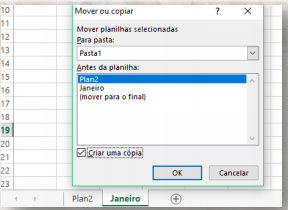 10
11
12
13
14
15
16
17
18
19
20
21
22
23
Mover ou copiar
Mover planilhas selecionadas
Para pasta:
Pasta1
Antes da planilha:
Plan2
Janeiro
(mover para o final)
Criar uma cópia
OK
Cancelar
Plan2
Janeiro